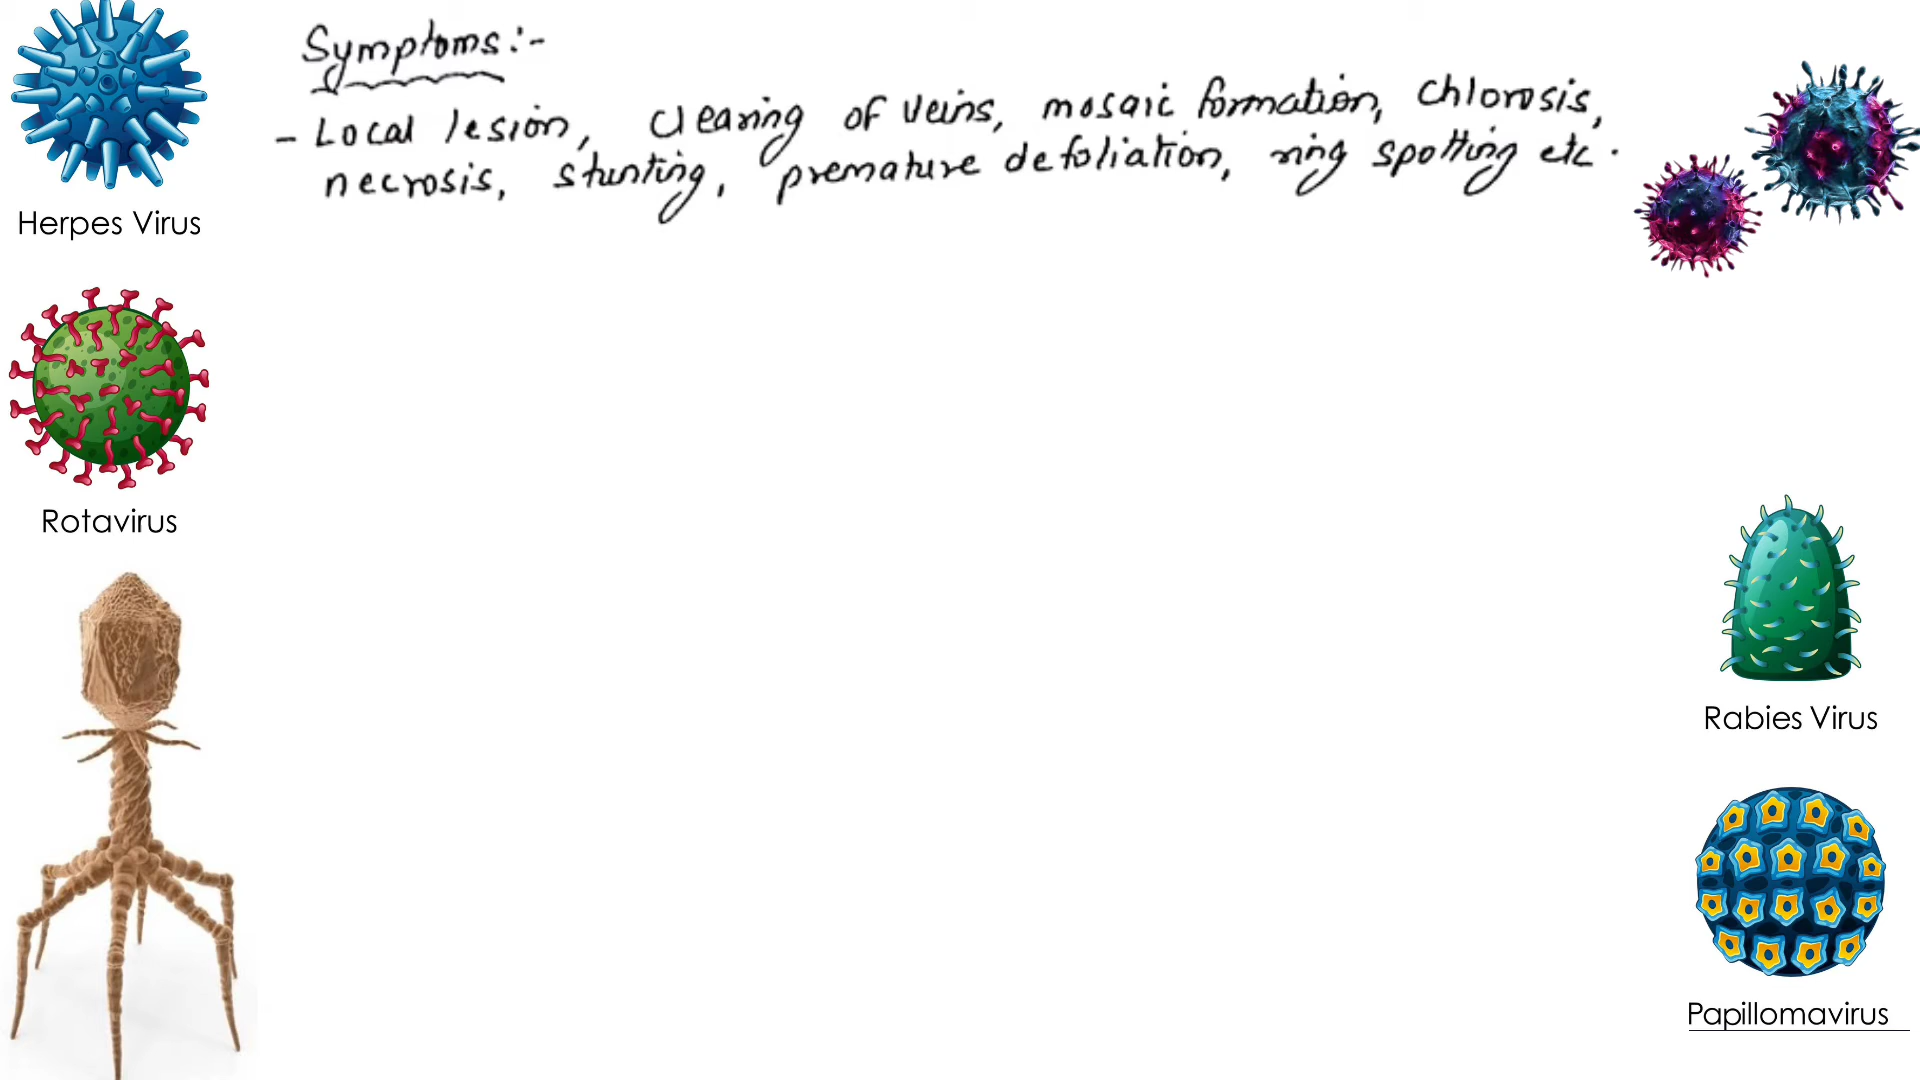 Symptoms:-
- Local lesion, clearing of veins, mosaic formation, chlorosis,
necrosis, stunting, premature defoliation, ring spotting etc.
Herpes Virus
Rotavirus
Rabies Virus
Papillomavirus